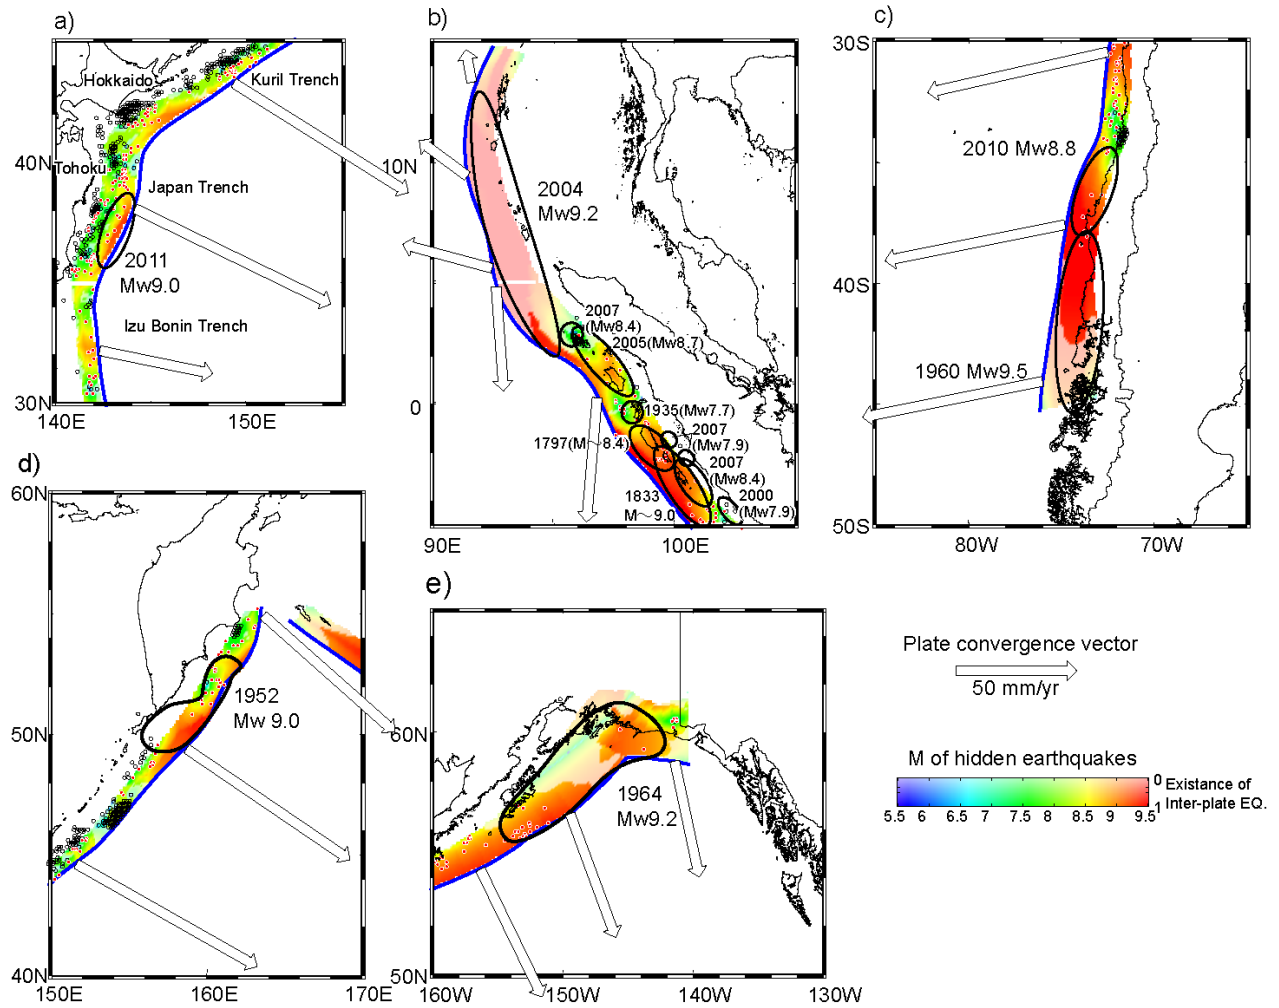 a)
Hokkaido
Kuril Trench
40N
Tohoku
Japan Trench
2011
Mw9.0
Izu Bonin Trench
30N
140E
150E
b)
10N
2004
Mw9.2
2007
(Mw8.4)
2005(Mw8.7)
0
1935(Mw7.7)
1797(M〜8.4)
2007
(Mw7.9)
2007
(Mw8.4)
1833
M〜9.0
2000
(Mw7.9)
90E
100E
c)
30S
2010 Mw8.8
40S
1960 Mw9.5
50S
80W
70W
d)
60N
1952
Mw 9.0
50N
40N
150E
160E
170E
e)
60N
1964
Mw9.2
50N
160W
150W
140W
130W
Plate convergence vector
50 mm/yr
M of hidden earthquakes
0
Existance of
1 Inter-plate EQ.
5.5 6 6.5 7 7.5 8 8.5 9 9.5